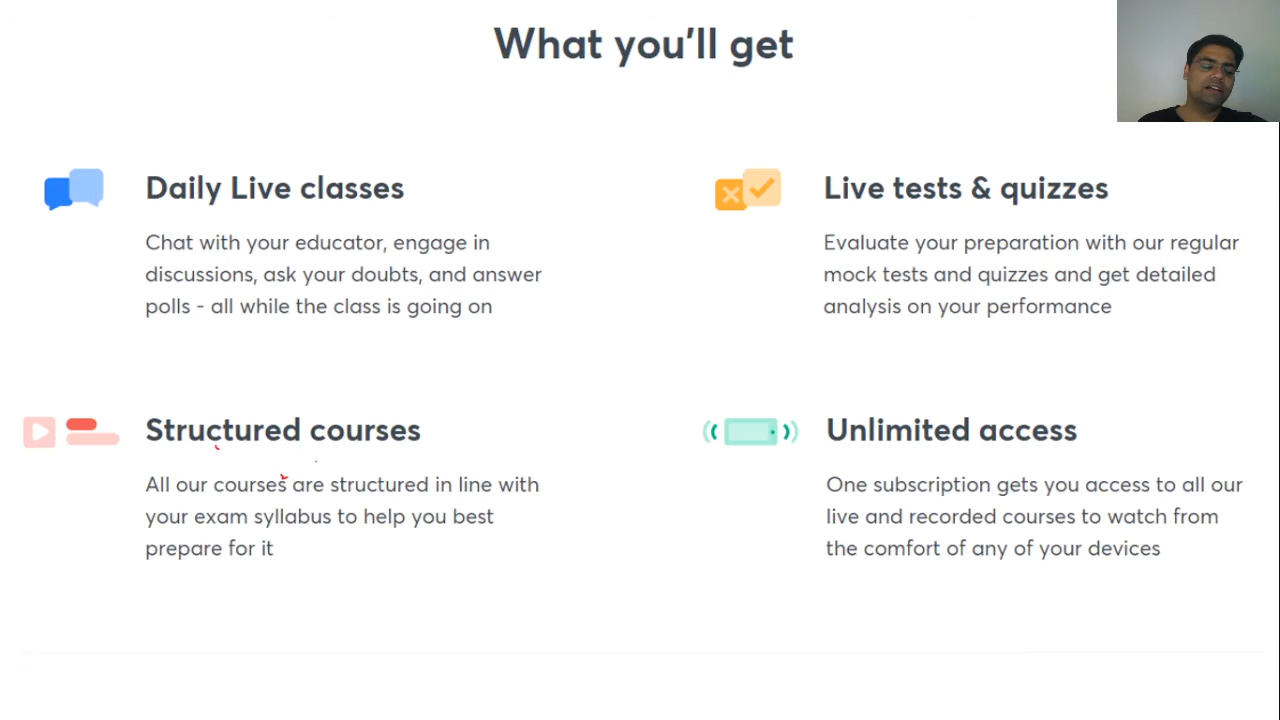 What you'll get
Daily Live classes
Chat with your educator, engage in
discussions, ask your doubts, and answer
polls - all while the class is going on
Live tests & quizzes
Evaluate your preparation with our regular
mock tests and quizzes and get detailed
analysis on your performance
Structured courses
All our courses are structured in line with
your exam syllabus to help you best
prepare for it
Unlimited access
One subscription gets you access to all our
live and recorded courses to watch from
the comfort of any of your devices